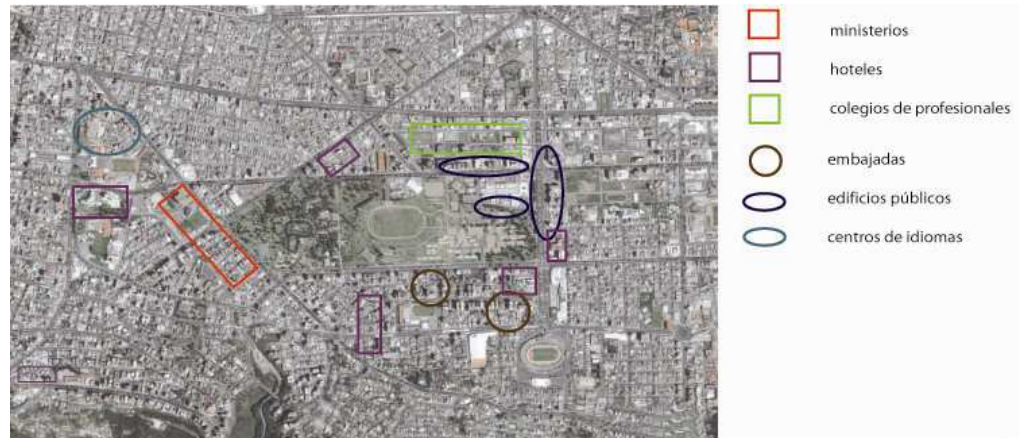 ministerios
hoteles
colegios de profesionales
embajadas
edificios públicos
centros de idiomas